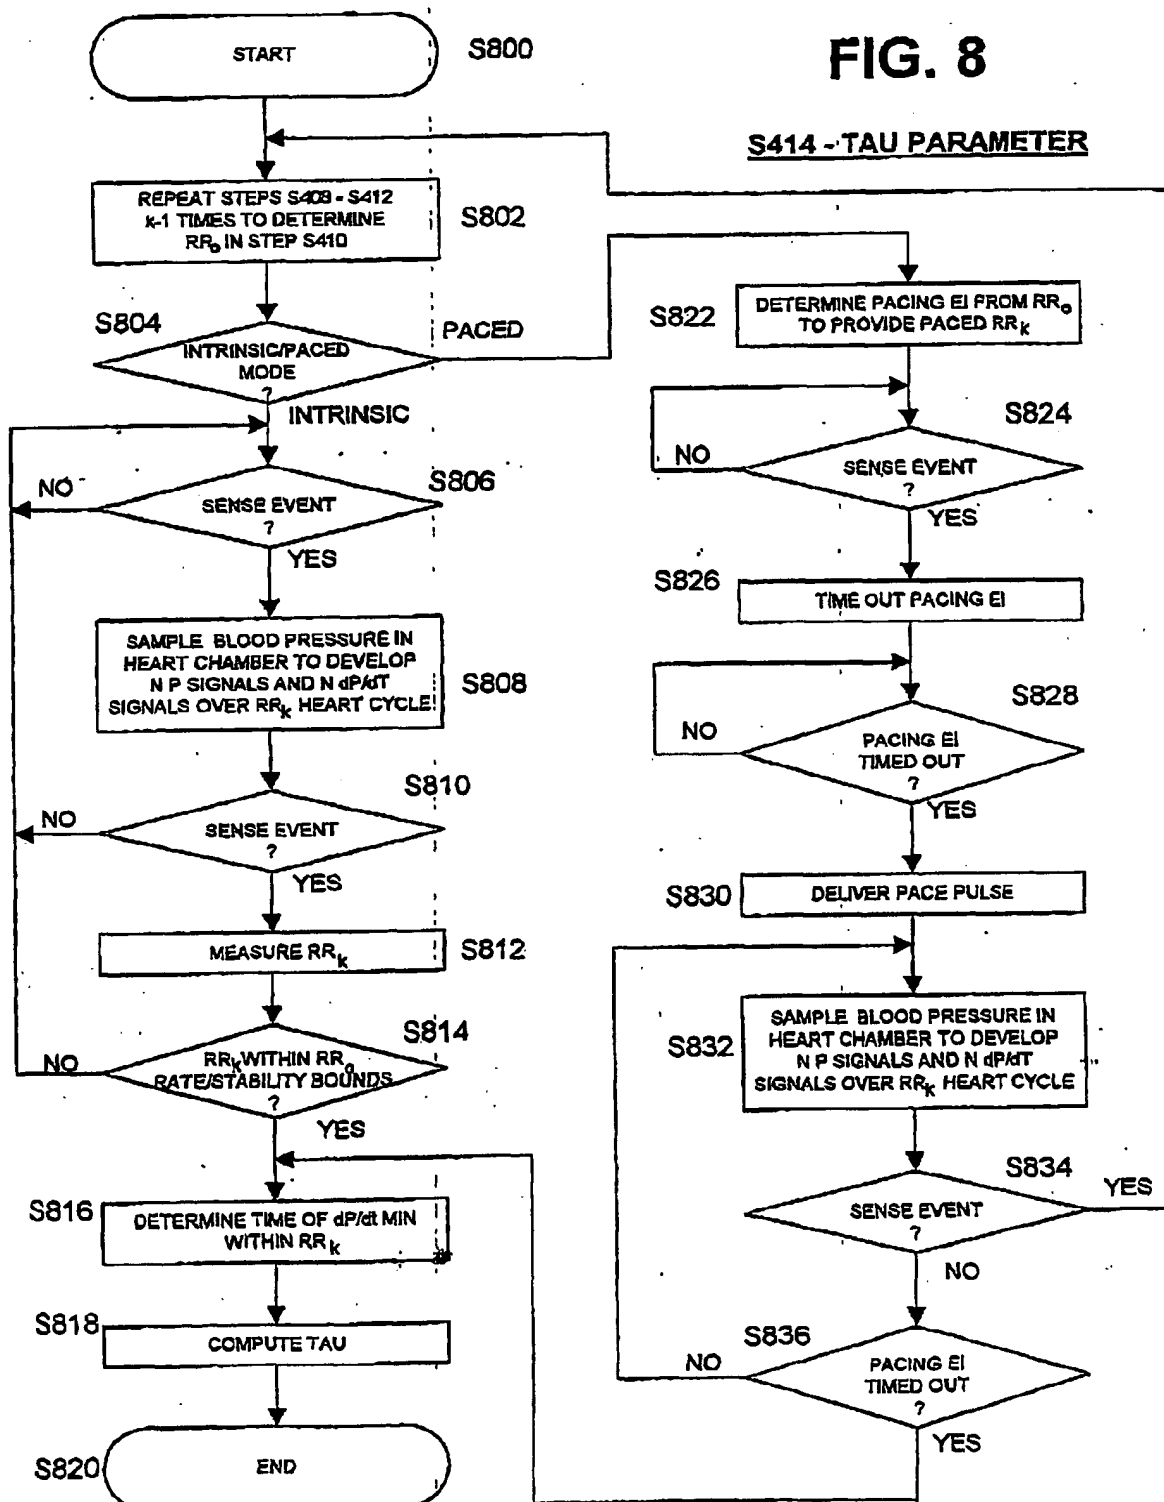 FIG. 8
S414 - TAU PARAMETER
START
S800
REPEAT STEPS S408 - S412
k-1 TIMES TO DETERMINE
RRo IN STEP S410
S802
S804
INTRINSIC/PACED
MODE
?
PACED
INTRINSIC
S806
SENSE EVENT
?
NO
YES
SAMPLE BLOOD PRESSURE IN
HEART CHAMBER TO DEVELOP
N P SIGNALS AND N dP/dT
SIGNALS OVER RRk HEART CYCLE
S808
S810
SENSE EVENT
?
NO
YES
MEASURE RRk
S812
S814
RRk WITHIN RRo
RATE/STABILITY BOUNDS
?
NO
YES
S816
DETERMINE TIME OF dP/dt MIN
WITHIN RRk
S818
COMPUTE TAU
S820
END
S822
DETERMINE PACING EI FROM RRo
TO PROVIDE PACED RRk
S824
SENSE EVENT
?
NO
YES
S826
TIME OUT PACING EI
S828
PACING EI
TIMED OUT
?
NO
YES
S830
DELIVER PACE PULSE
S832
SAMPLE BLOOD PRESSURE IN
HEART CHAMBER TO DEVELOP
N P SIGNALS AND N dP/dT
SIGNALS OVER RRk HEART CYCLE
S834
SENSE EVENT
?
YES
NO
S836
PACING EI
TIMED OUT
?
NO
YES